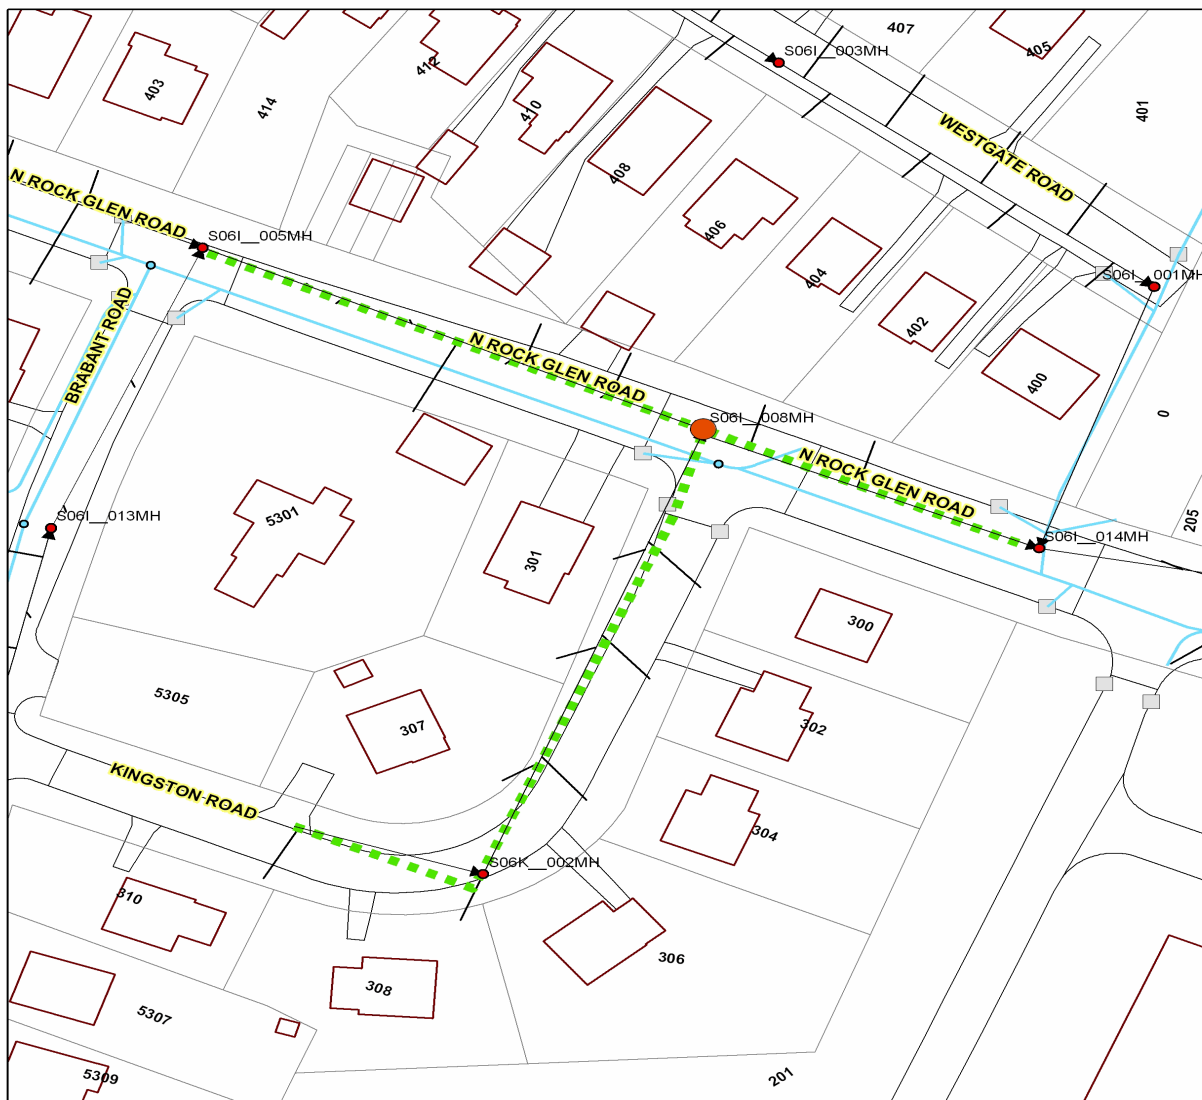 407
S06I__003MH
405
412
403
414
410
401
WESTGATE ROAD
408
N ROCK GLEN ROAD
406
S06I__005MH
404
S06I__001MH
BRABANT ROAD
402
N ROCK GLEN ROAD
400
0
S06I__008MH
N ROCK GLEN ROAD
205
5301
S06I__013MH
S06I__014MH
301
300
5305
307
302
KINGSTON ROAD
304
S06K__002MH
310
306
308
5307
5309
201